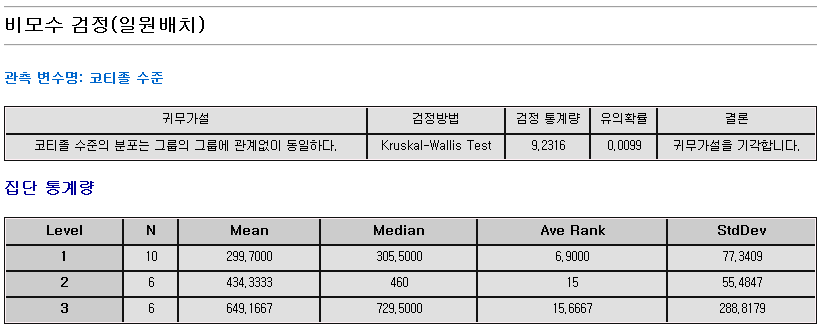 비모수 검정(일원배치)
관측 변수명: 코티졸 수준
귀무가설 검정방법 검정 통계량 유의확률 결론
코티졸 수준의 분포는 그룹의 그룹에 관계없이 동일하다. Kruskal-Wallis Test 9,2316 0,0099 귀무가설을 기각합니다.
집단 통계량
Level N Mean Median Ave Rank StdDev
1 10 299,7000 305,5000 6,9000 77,3409
2 6 434,3333 460 15 55,4847
3 6 649,1667 729,5000 15,6667 288,8179